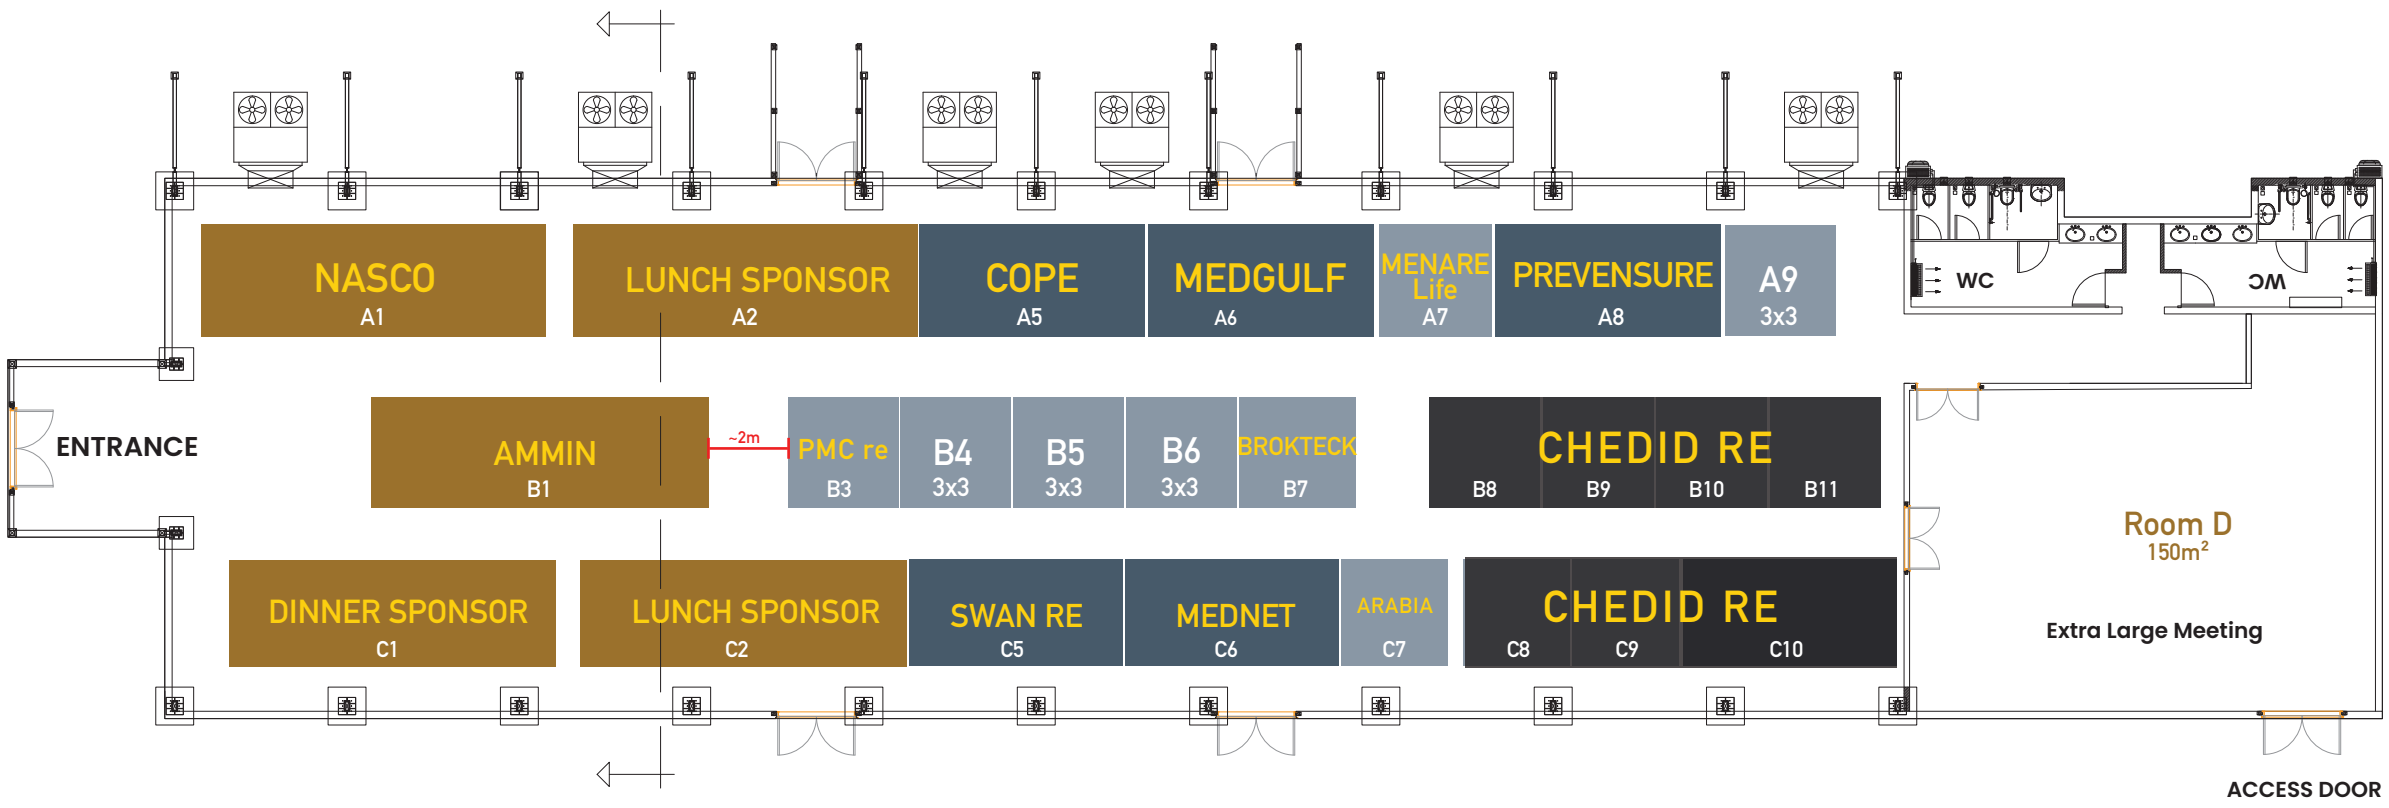 NASCO
A1
LUNCH SPONSOR
A2
COPE
A5
MEDGULF
A6
MENARE
Life
A7
PREVENSURE
A8
A9
3x3
WC
WC
ENTRANCE
AMMIN
B1
~2m
PMC re
B3
B4
3x3
B5
3x3
B6
3x3
BROKTECK
B7
CHEDID RE
B8 B9 B10 B11
Room D
150m²
Extra Large Meeting
DINNER SPONSOR
C1
LUNCH SPONSOR
C2
SWAN RE
C5
MEDNET
C6
ARABIA
C7
CHEDID RE
C8 C9 C10
ACCESS DOOR